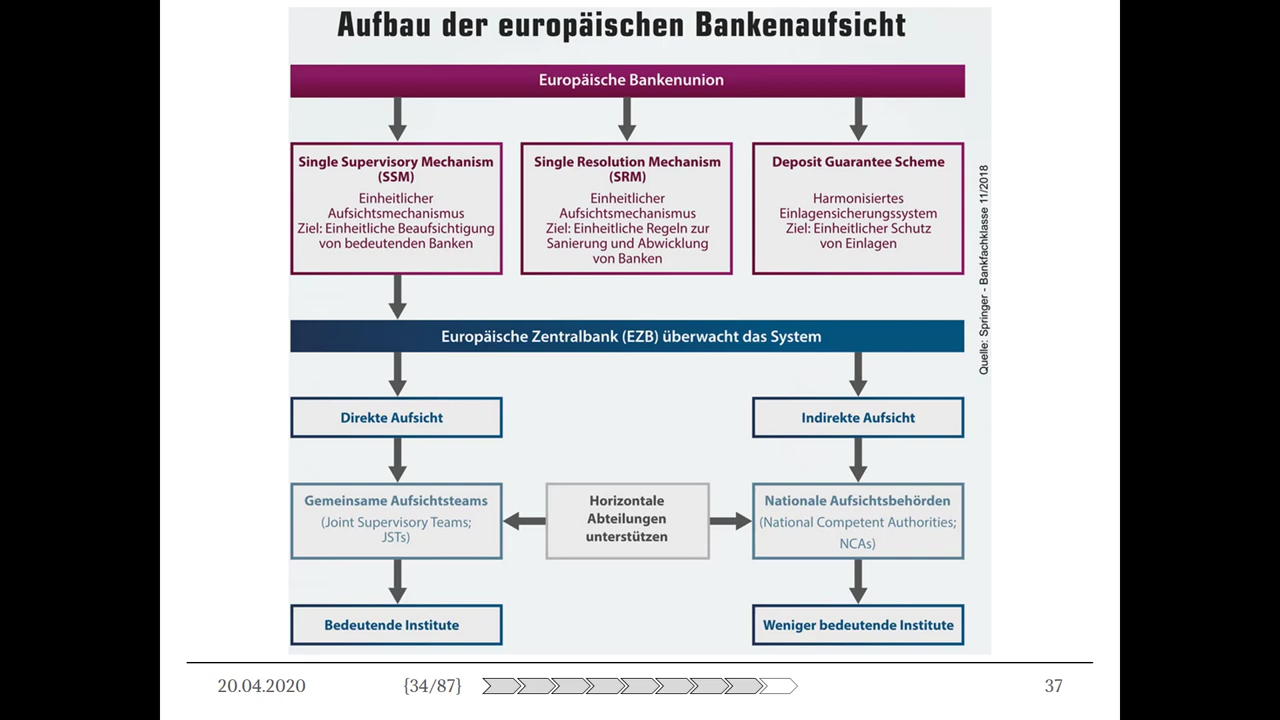 Aufbau der europäischen Bankenaufsicht
Europäische Bankenunion
Single Supervisory Mechanism
(SSM)
Einheitlicher
Aufsichtsmechanismus
Ziel: Einheitliche Beaufsichtigung
von bedeutenden Banken
Single Resolution Mechanism
(SRM)
Einheitlicher
Aufsichtsmechanismus
Ziel: Einheitliche Regeln zur
Sanierung und Abwicklung
von Banken
Deposit Guarantee Scheme
Harmonisiertes
Einlagensicherungssystem
Ziel: Einheitlicher Schutz
von Einlagen
Quelle: Springer - Bankfachklasse 11/2018
Europäische Zentralbank (EZB) überwacht das System
Direkte Aufsicht
Indirekte Aufsicht
Gemeinsame Aufsichtsteams
(Joint Supervisory Teams;
JSTs)
Horizontale
Abteilungen
unterstützen
Nationale Aufsichtsbehörden
(National Competent Authorities;
NCAs)
Bedeutende Institute
Weniger bedeutende Institute
20.04.2020
{34/87}
37